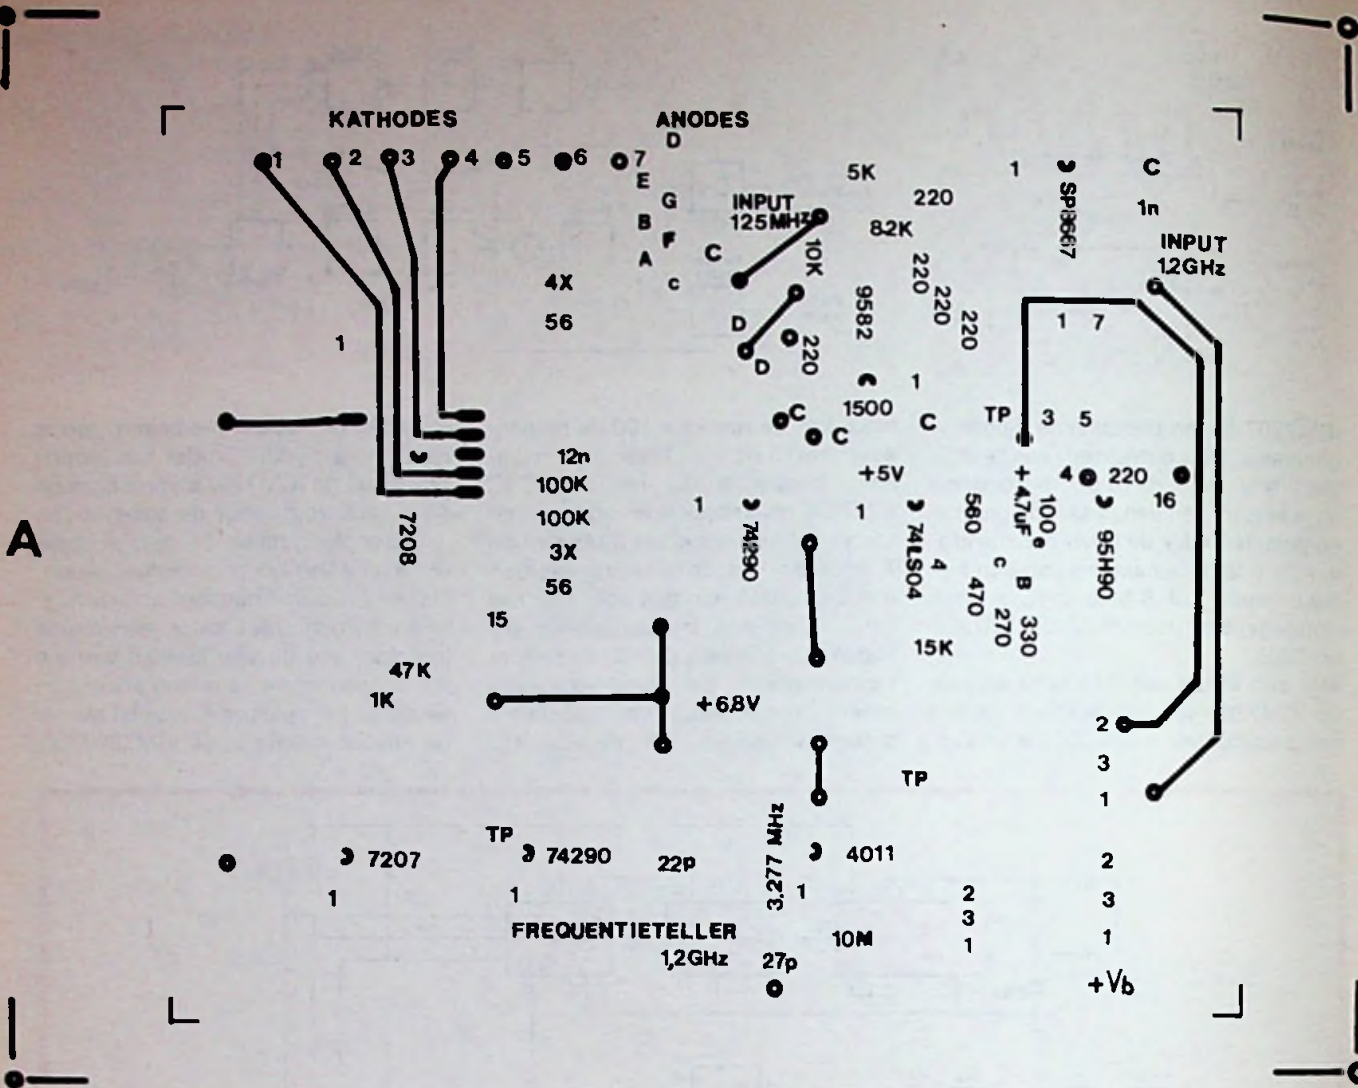 KATHODES
ANODES
D
1 2 3 4 5 6 7
E
G
B
F
A
c
5K
1
C
220
SP8667
1n
INPUT
125MHz
82K
INPUT
1,2GHz
C
10K
4X
220
9582
220
D
56
220
1 7
1
220
D
1
C
1500
C
TP
3
5
C
12n
+5V
+
4
220
100K
4.7uF
16
1
1
100K
A
7208
74290
74LS04
560
100
e
95H90
3X
c
56
4
B
15
470
270
330
15K
47K
1K
+6,8V
2
3
TP
1
3.277 MHz
TP
7207
74290
22p
4011
2
1
1
1
2
3
3
FREQUENTIETELLER
1,2GHz
10M
1
1
27p
+Vb